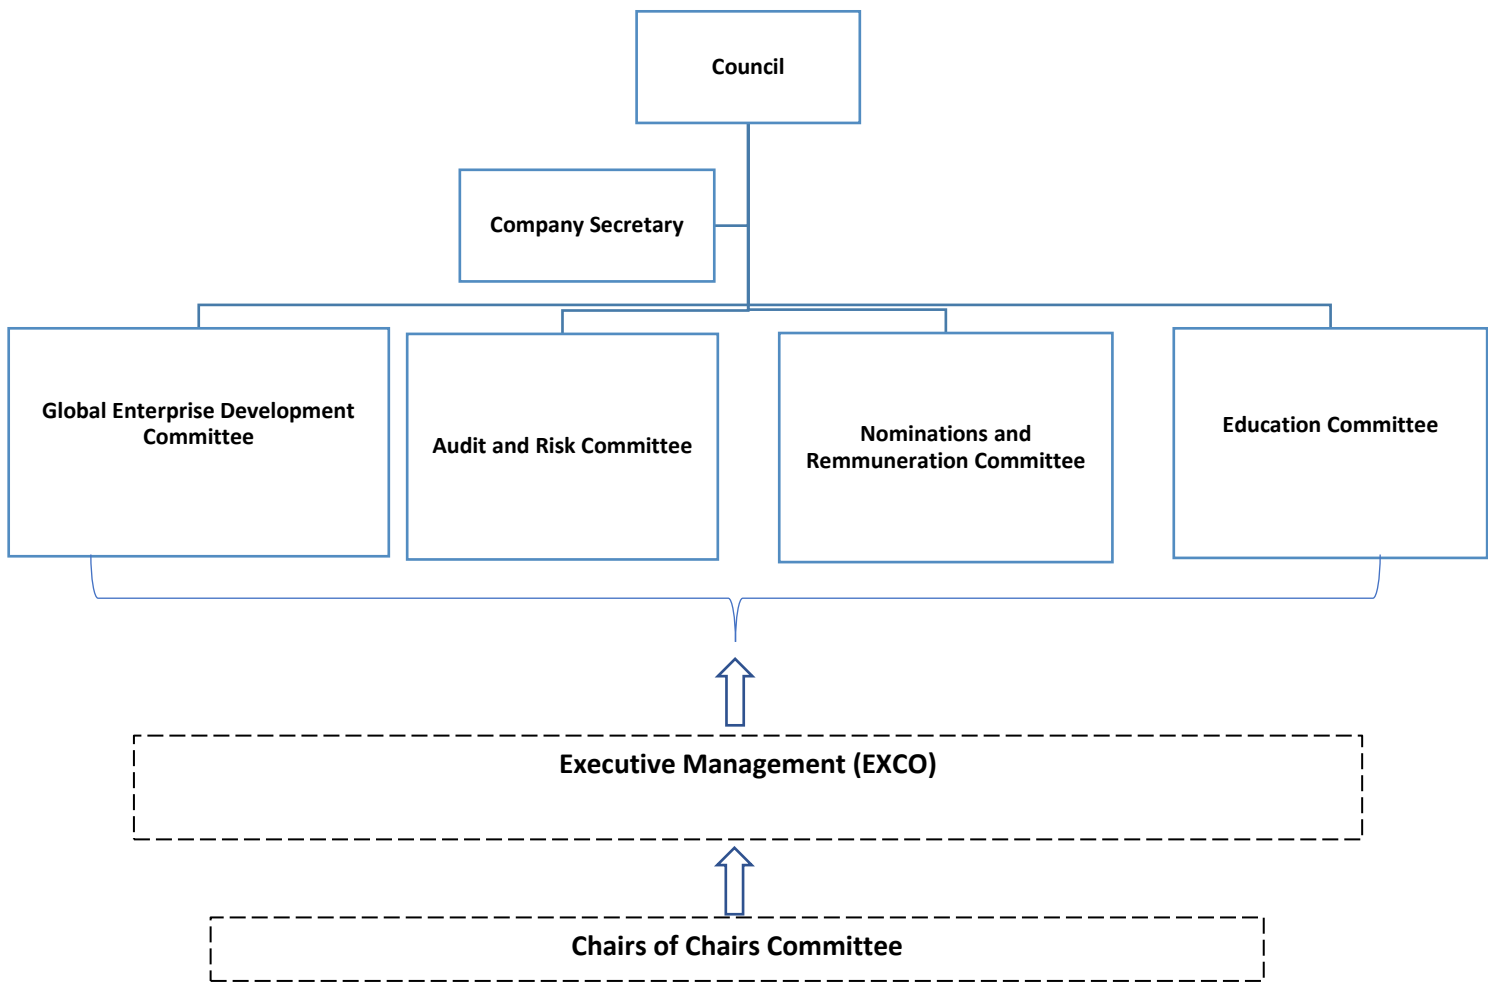 Council
Company Secretary
Global Enterprise Development
Committee
Audit and Risk Committee
Nominations and
Remmuneration Committee
Education Committee
Executive Management (EXCO)
Chairs of Chairs Committee